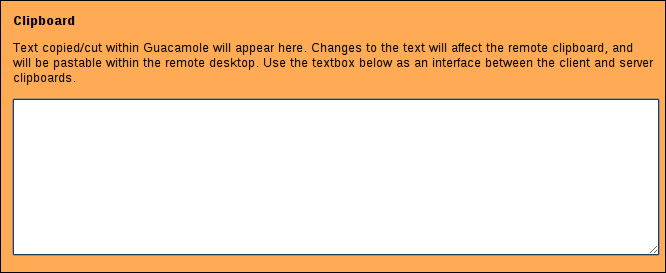 Clipboard
Text copied/cut within Guacamole will appear here. Changes to the text will affect the remote clipboard, and
will be pastable within the remote desktop. Use the textbox below as an interface between the client and server
clipboards.